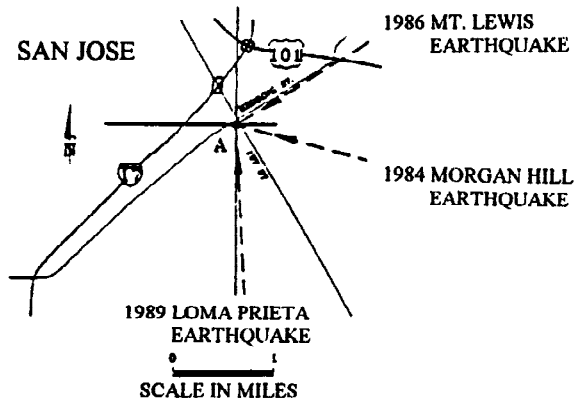 1986 MT. LEWIS
EARTHQUAKE
SAN JOSE
101
N
A
17
1984 MORGAN HILL
EARTHQUAKE
1989 LOMA PRIETA
EARTHQUAKE
0 1
SCALE IN MILES